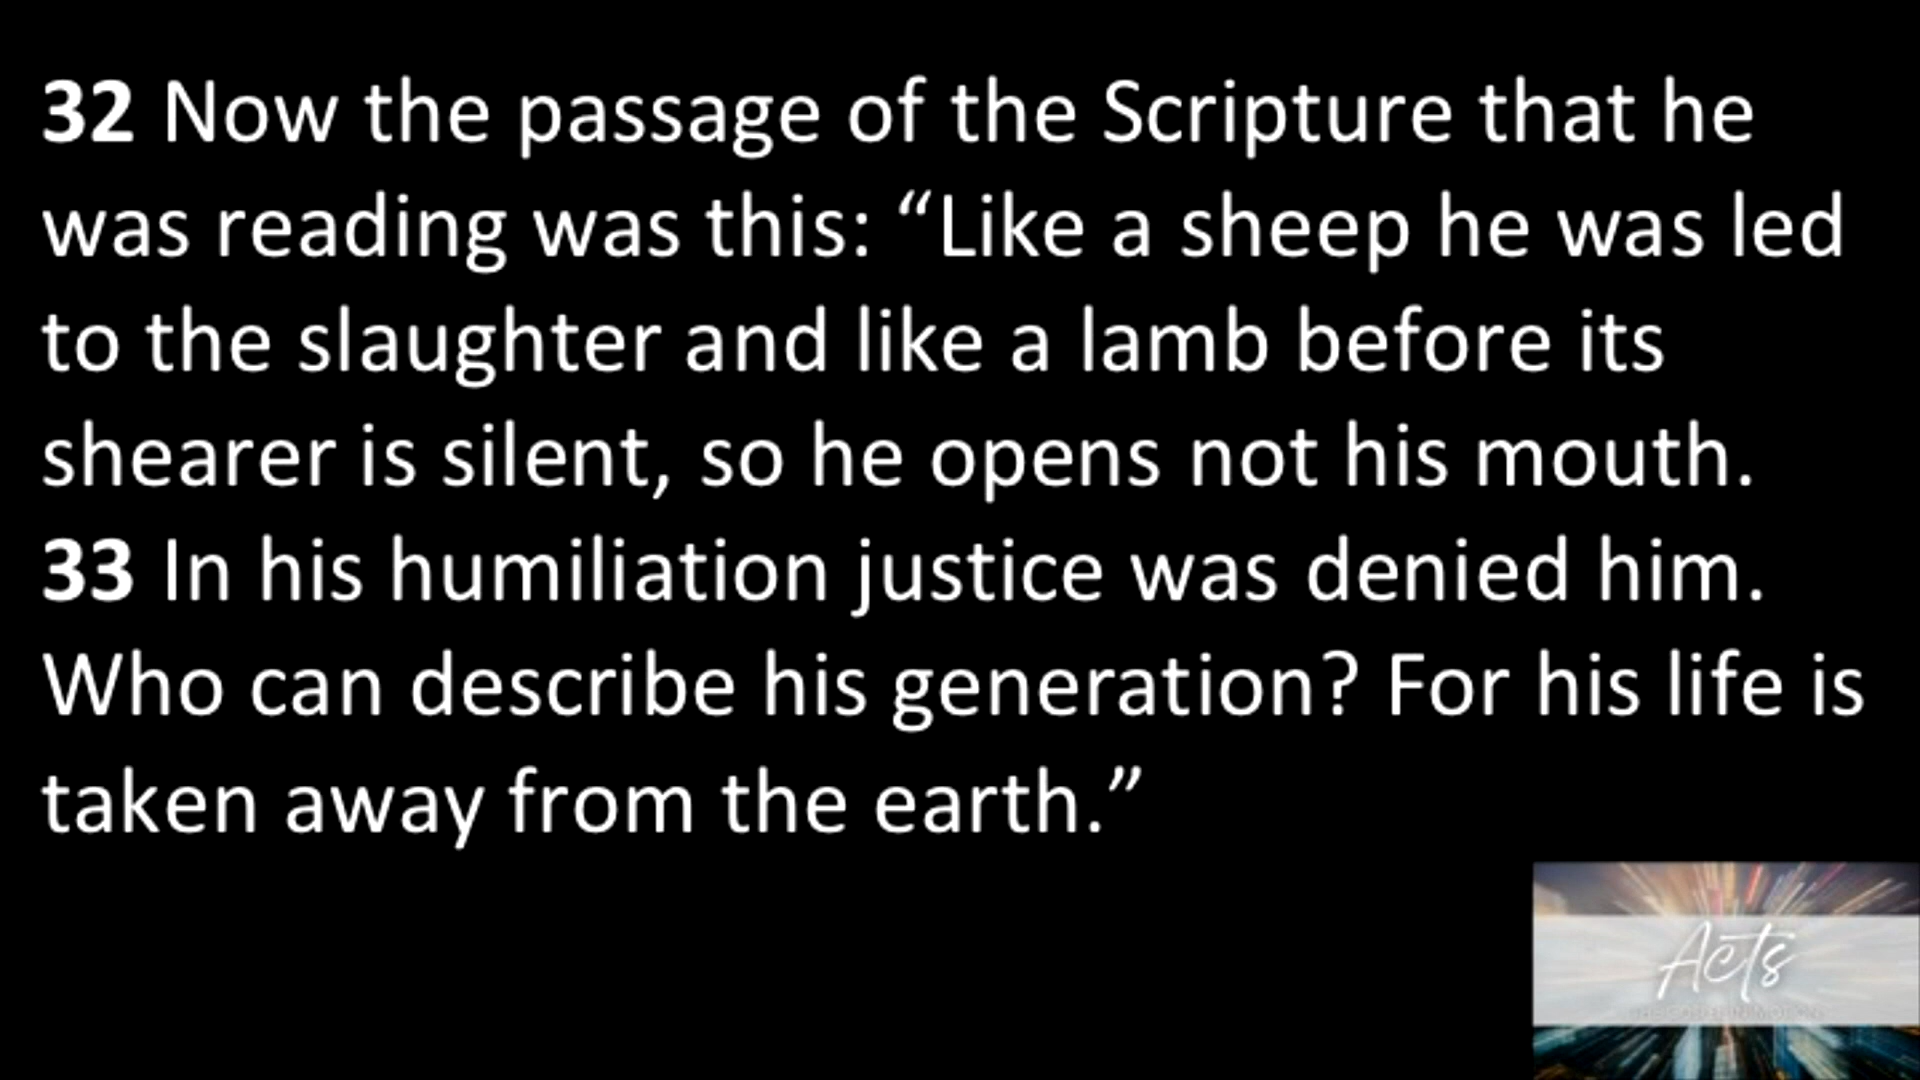 32 Now the passage of the Scripture that he
was reading was this: “Like a sheep he was led
to the slaughter and like a lamb before its
shearer is silent, so he opens not his mouth.
33 In his humiliation justice was denied him.
Who can describe his generation? For his life is
taken away from the earth.”
Acts